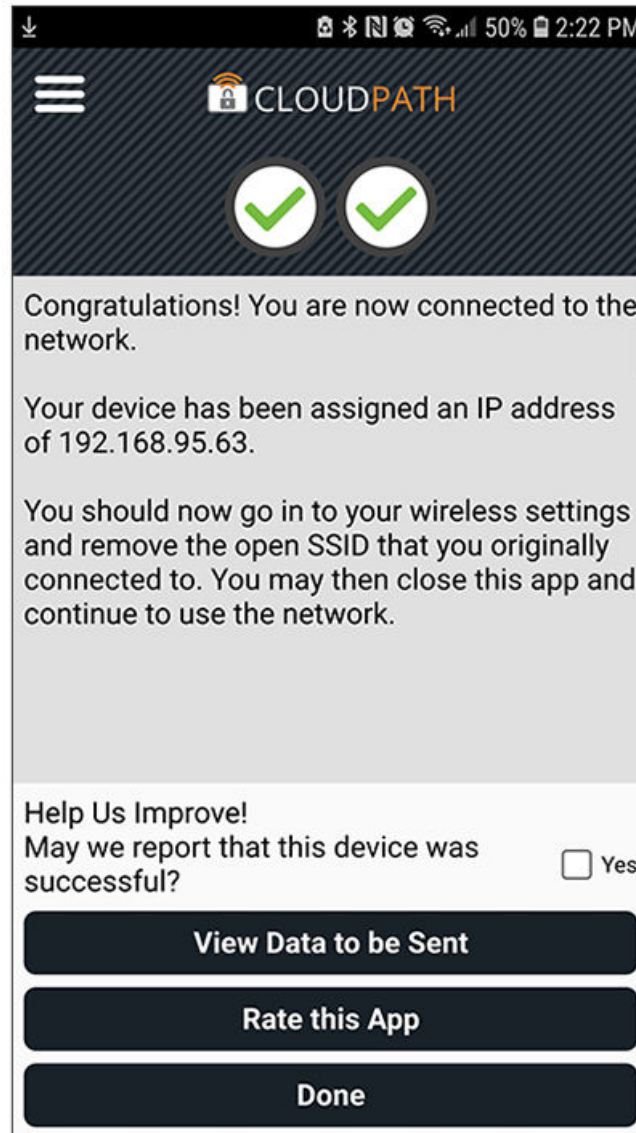 50% 2:22 PM
CLOUDPATH
Congratulations! You are now connected to the
network.
Your device has been assigned an IP address
of 192.168.95.63.
You should now go in to your wireless settings
and remove the open SSID that you originally
connected to. You may then close this app and
continue to use the network.
Help Us Improve!
May we report that this device was
successful?
Yes
View Data to be Sent
Rate this App
Done